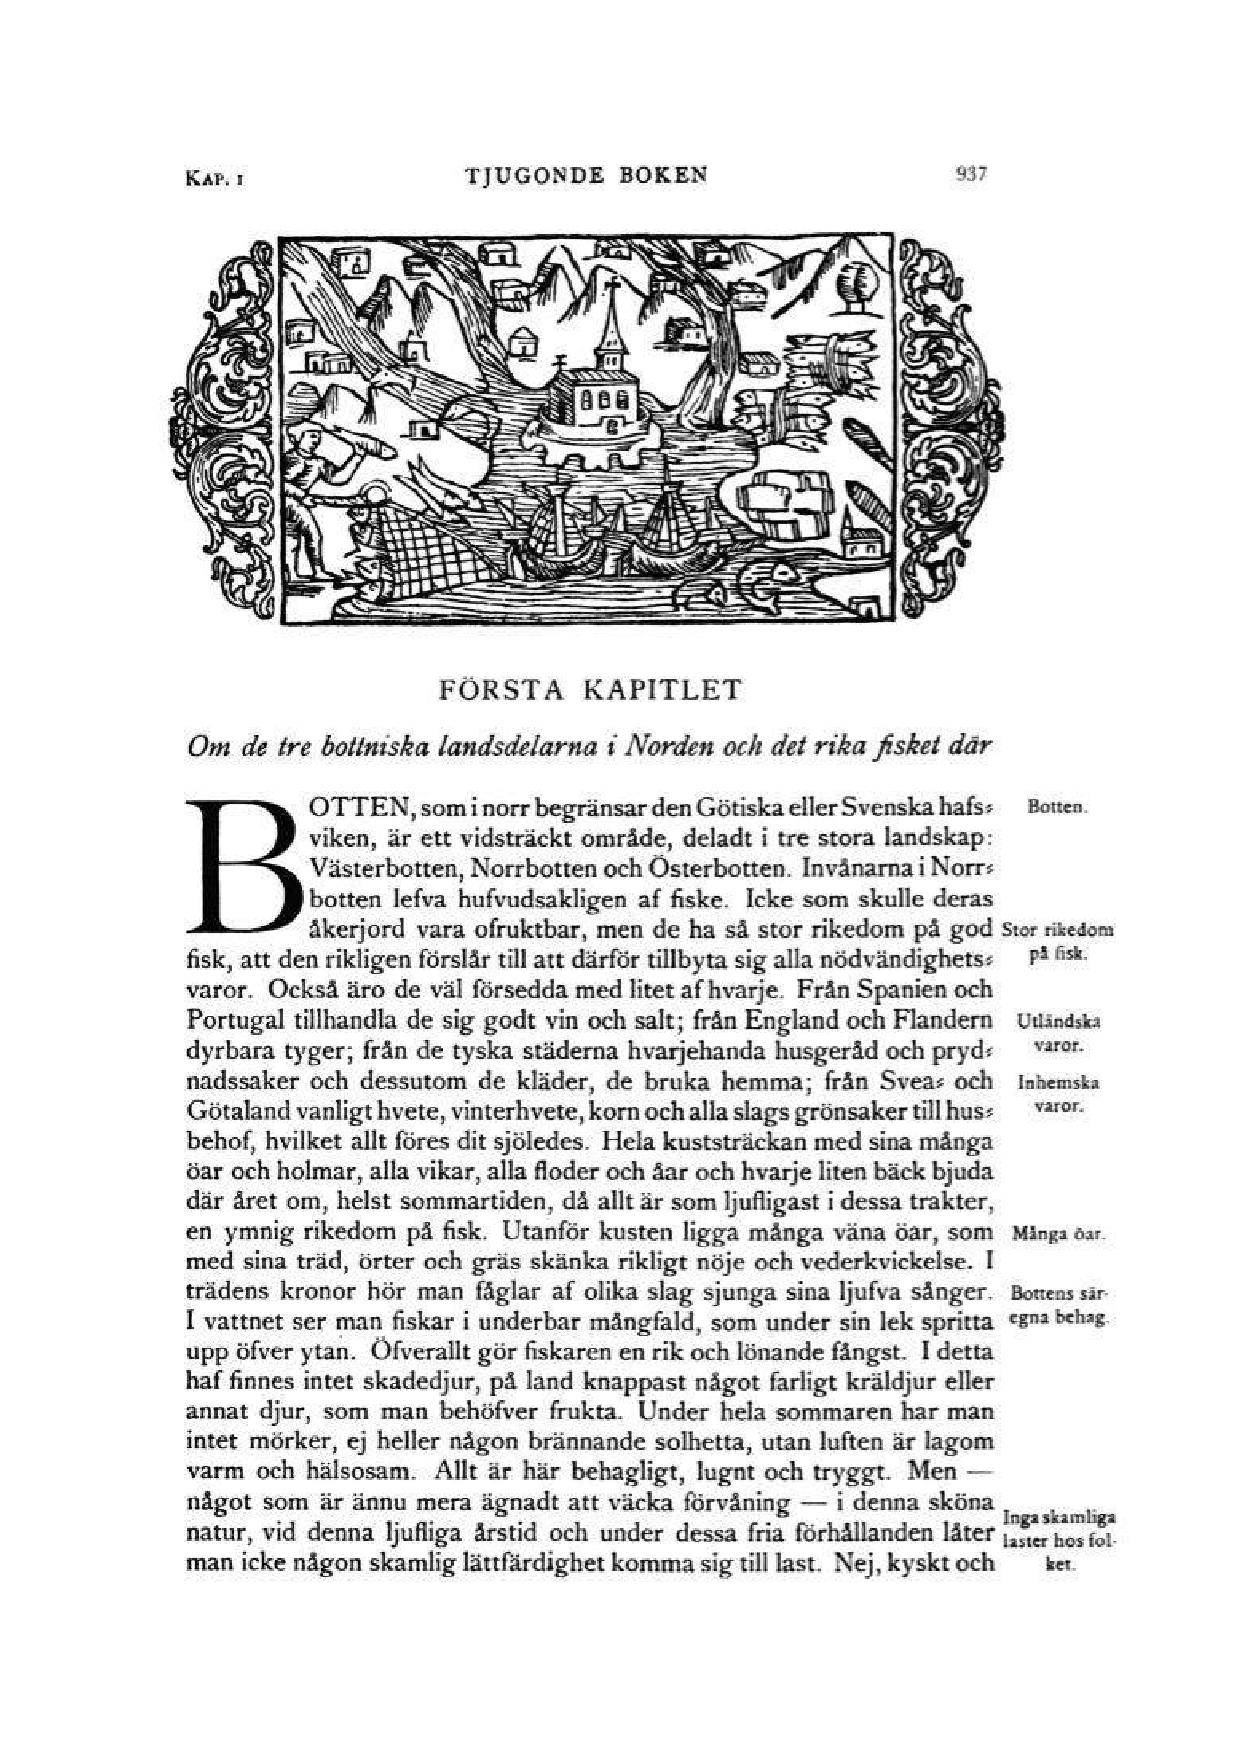 KAP. 1 TJUGONDE BOKEN 937
FÖRSTA KAPITLET
Om de tre bottniska landsdelarna i Norden och det rika fisket där
BOTTEN, som i norr begränsar den Götiska eller Svenska hafs-
viken, är ett vidsträckt område, deladt i tre stora landskap:
Västerbotten, Norrbotten och Österbotten. Invånarna i Norr-
botten lefva hufvudsakligen af fiske. Icke som skulle deras
åkerjord vara ofruktbar, men de ha så stor rikedom på god
fisk, att den rikligen förslår till att därför tillbyta sig alla nödvändighets-
varor. Också äro de väl försedda med litet af hvarje. Från Spanien och
Portugal tillhandla de sig godt vin och salt; från England och Flandern
dyrbara tyger; från de tyska städerna hvarjehanda husgeråd och pryd-
nadssaker och dessutom de kläder, de bruka hemma; från Svea- och
Götaland vanligt hvete, vinterhvete, korn och alla slags grönsaker till hus-
behof, hvilket allt föres dit sjöledes. Hela kuststräckan med sina många
öar och holmar, alla vikar, alla floder och åar och hvarje liten bäck bjuda
där året om, helst sommartiden, då allt är som ljufligast i dessa trakter,
en ymnig rikedom på fisk. Utanför kusten ligga många väna öar, som
med sina träd, örter och gräs skänka rikligt nöje och vederkvickelse. I
trädens kronor hör man fåglar af olika slag sjunga sina ljufva sånger.
I vattnet ser man fiskar i underbar mångfald, som under sin lek spritta
upp öfver ytan. Öfverallt gör fiskaren en rik och lönande fångst. I detta
haf finnes intet skadedjur, på land knappast något farligt kräldjur eller
annat djur, som man behöfver frukta. Under hela sommaren har man
intet mörker, ej heller någon brännande solhetta, utan luften är lagom
varm och hälsosam. Allt är här behagligt, lugnt och tryggt. Men —
något som är ännu mera ägnadt att väcka förvåning — i denna sköna
natur, vid denna ljufliga årstid och under dessa fria förhållanden låter
man icke någon skamlig lättfärdighet komma sig till last. Nej, kyskt och
Botten.
Stor rikedom
på fisk.
Utländska
varor.
Inhemska
varor.
Många öar.
Bottens sär-
egna behag.
Inga skamliga
laster hos fol-
ket.